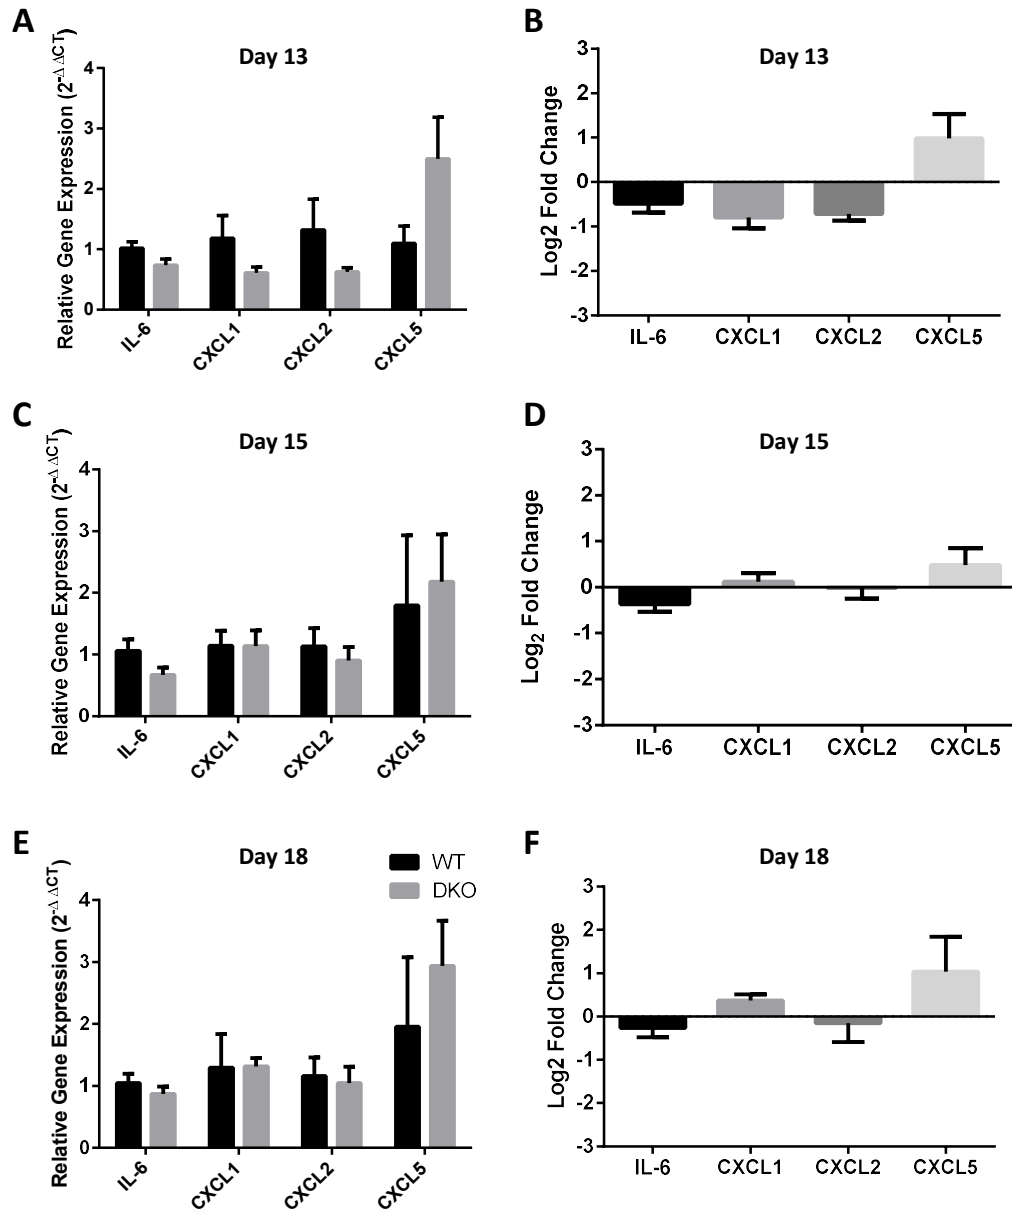 A
Day 13
Relative Gene Expression (2-Δ ΔCT)
4
3
2
1
0
IL-6
CXCL1
CXCL2
CXCL5
B
Day 13
Log2 Fold Change
3
2
1
0
-1
-2
-3
IL-6
CXCL1
CXCL2
CXCL5
C
Day 15
Relative Gene Expression (2-Δ ΔCT)
4
3
2
1
0
IL-6
CXCL1
CXCL2
CXCL5
D
Day 15
Log2 Fold Change
3
2
1
0
-1
-2
-3
IL-6
CXCL1
CXCL2
CXCL5
E
Day 18
WT
DKO
Relative Gene Expression (2-Δ ΔCT)
4
3
2
1
0
IL-6
CXCL1
CXCL2
CXCL5
F
Day 18
Log2 Fold Change
3
2
1
0
-1
-2
-3
IL-6
CXCL1
CXCL2
CXCL5